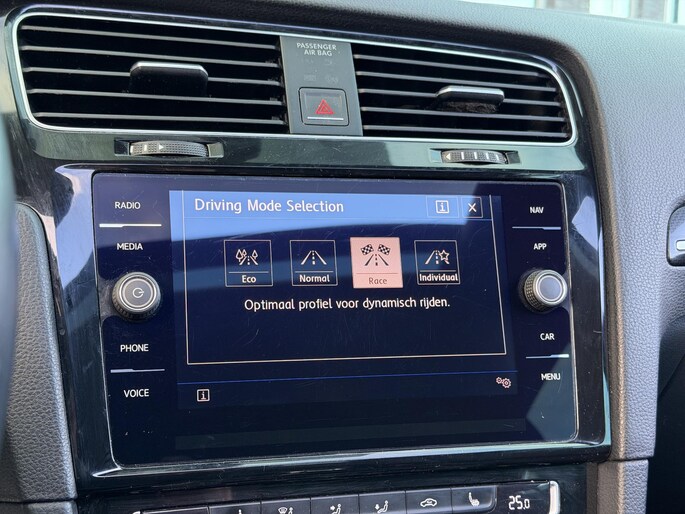 PASSENGER
AIR BAG
RADIO
MEDIA
PHONE
VOICE
Driving Mode Selection
i X
Eco Normal Race Individual
Optimaal profiel voor dynamisch rijden.
i
NAV
APP
CAR
MENU
25.0